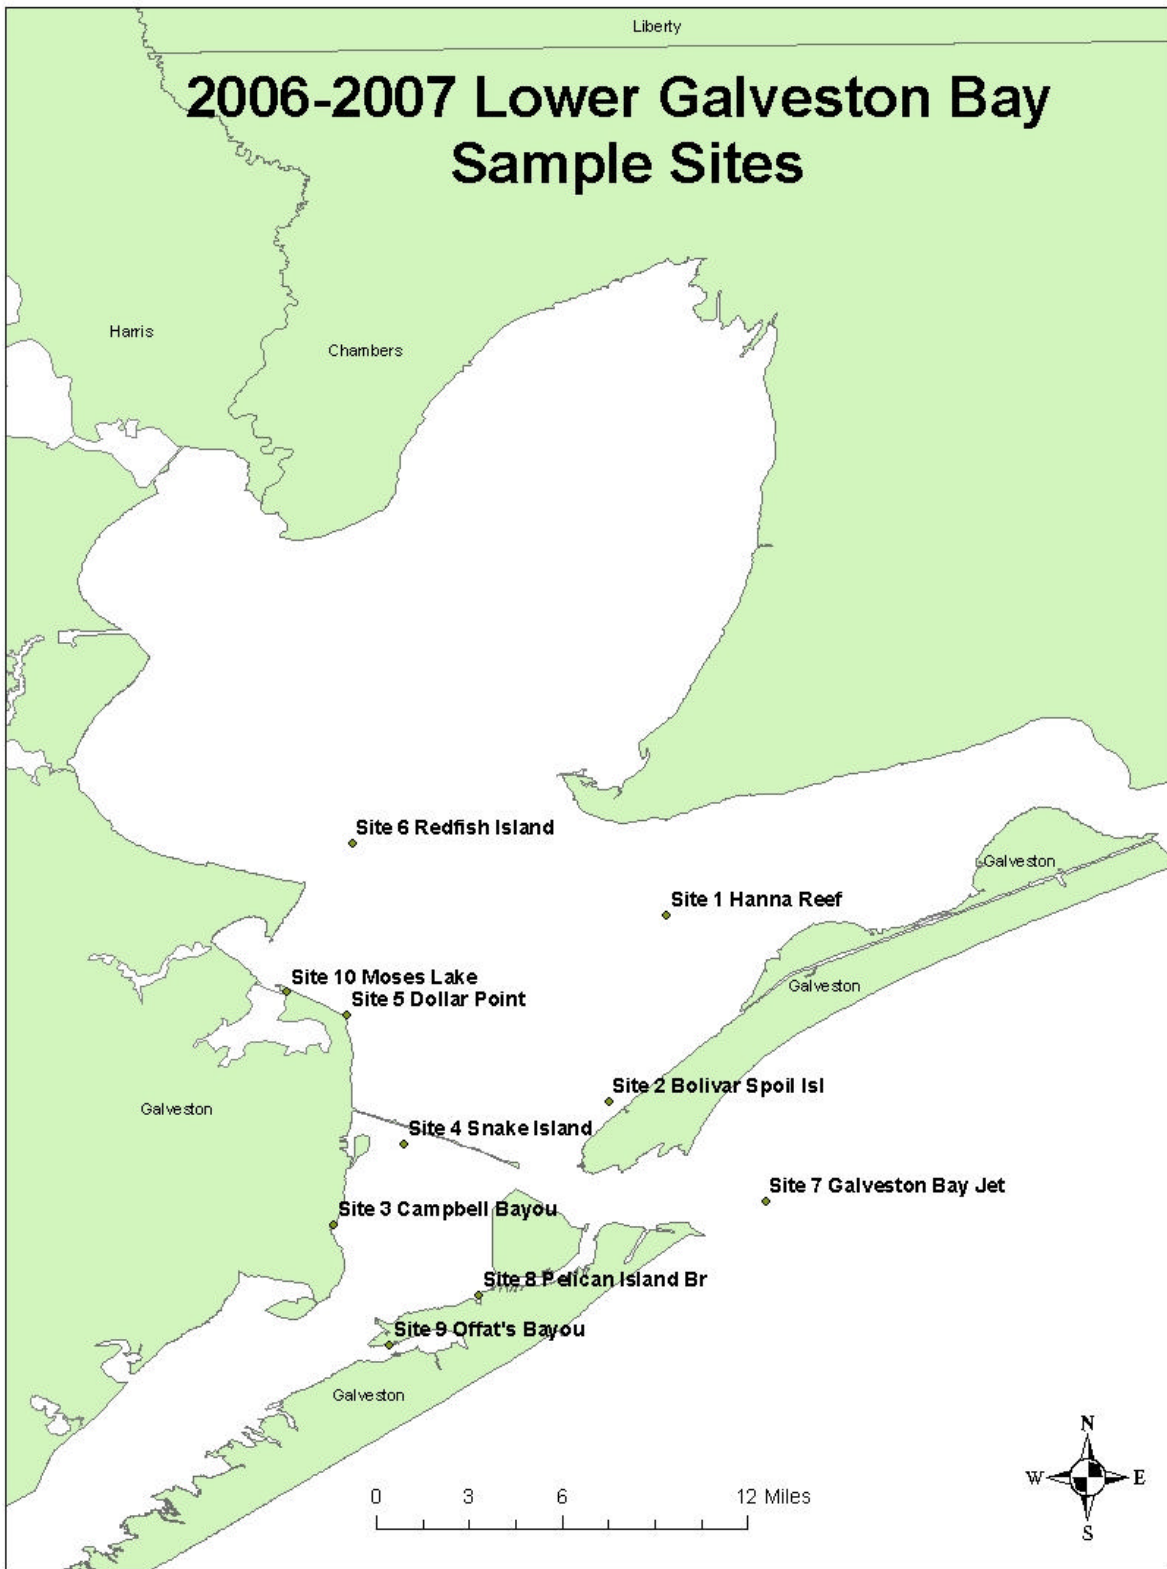 Liberty
2006-2007 Lower Galveston Bay
Sample Sites
Harris
Chambers
Site 6 Redfish Island
Galveston
Site 1 Hanna Reef
Site 10 Moses Lake
Galveston
Site 5 Dollar Point
Site 2 Bolivar Spoil Isl
Galveston
Site 4 Snake Island
Site 7 Galveston Bay Jet
Site 3 Campbell Bayou
Site 8 Pelican Island Br
Site 9 Offat's Bayou
Galveston
N
W E
S
0 3 6 12 Miles